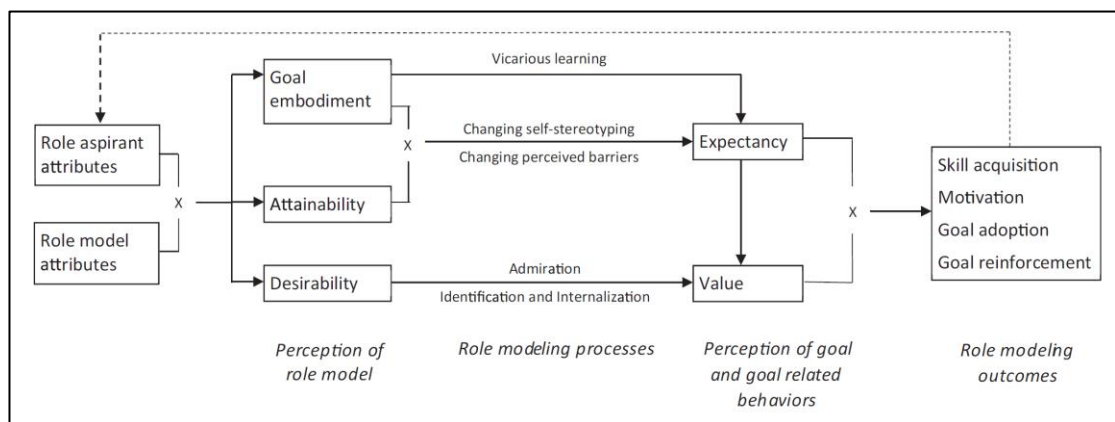 Role aspirant
attributes
X
Role model
attributes
Goal
embodiment
X
Attainability
Desirability
Vicarious learning
Changing self-stereotyping
Changing perceived barriers
Admiration
Identification and Internalization
Expectancy
X
Value
Skill acquisition
Motivation
Goal adoption
Goal reinforcement
Perception of
role model
Role modeling processes
Perception of goal
and goal related
behaviors
Role modeling
outcomes